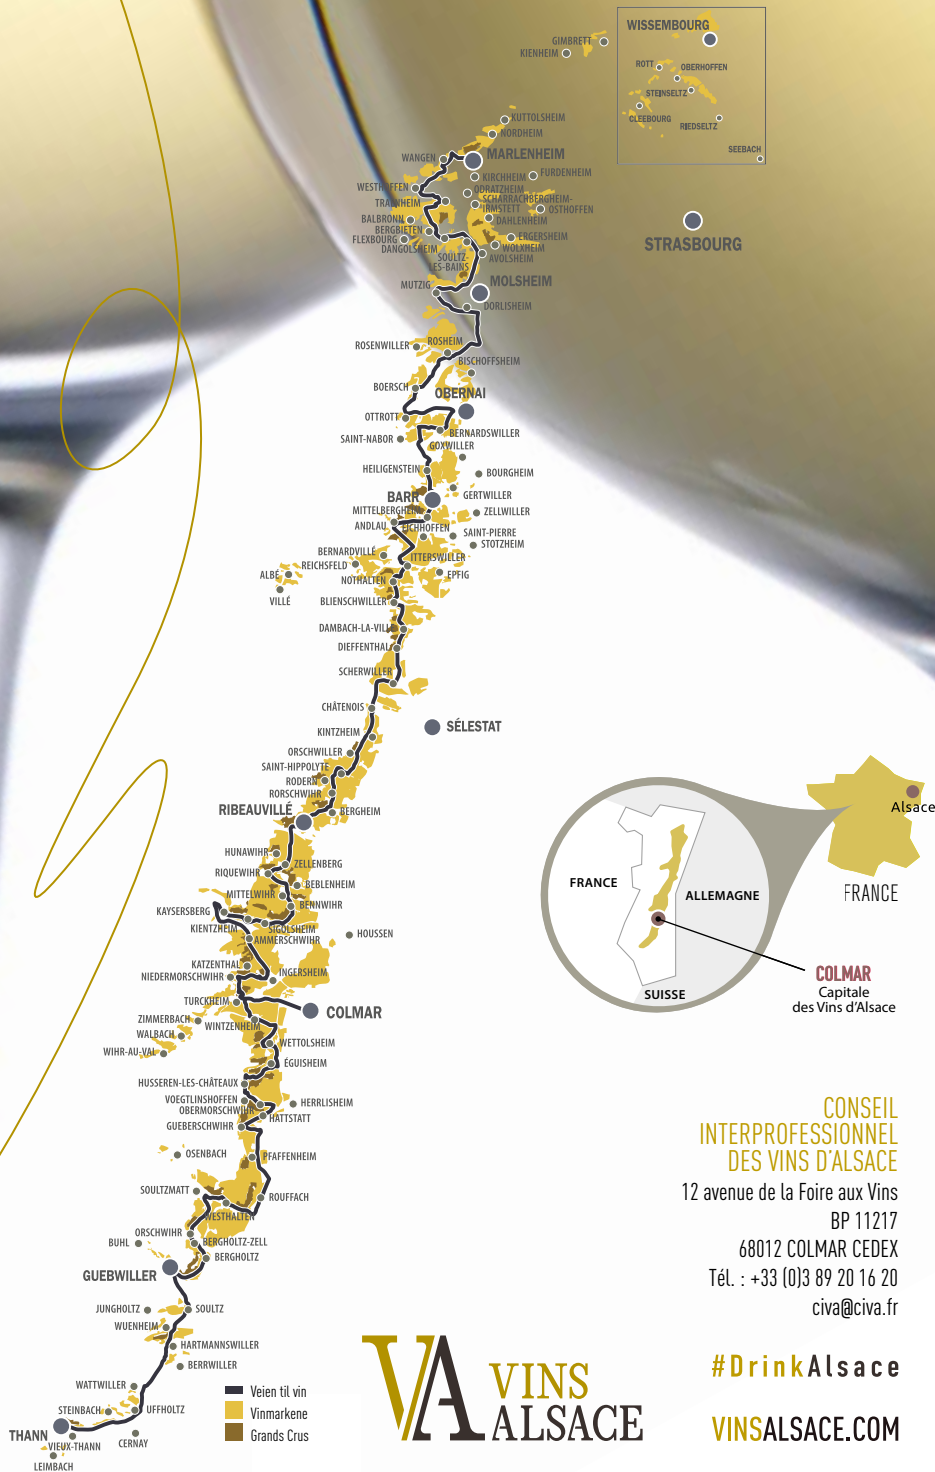 WISSEMBOURG
GIMBRETT
KIENHEIM
ROTT
OBERHOFFEN
STEINSELTZ
CLEEBOURG
RIEDSELTZ
SEEBACH
KUTTOLSHEIM
NORDHEIM
WANGEN
MARLENHEIM
KIRCHHEIM
FURDENHEIM
WESTHOFFEN
ODRATZHEIM
TRAENHEIM
SCHARRACHBERGHEIM-
IRMSTETT
OSTHOFFEN
BALBRONN
DAHLENHEIM
BERGBIETEN
FLEXBOURG
ERGERSHEIM
DANGOLSHEIM
WOLXHEIM
SOULTZ-
LES-BAINS
AVOLSHEIM
STRASBOURG
MUTZIG
MOLSHEIM
DORLISHEIM
ROSENWILLER
ROSHEIM
BISCHOFFSHEIM
BOERSCH
OBERNAI
OTTROTT
BERNARDSWILLER
SAINT-NABOR
GOXWILLER
HEILIGENSTEIN
BOURGHEIM
BARR
GERTWILLER
MITTELBERGHEIM
ZELLWILLER
ANDLAU
EICHHOFFEN
SAINT-PIERRE
STOTZHEIM
BERNARDVILLÉ
ITTERSWILLER
REICHSFELD
ALBÉ
EPFIG
NOTHALTEN
VILLÉ
BLIENSCHWILLER
DAMBACH-LA-VILLE
DIEFFENTHAL
SCHERWILLER
CHÂTENOIS
SÉLESTAT
KINTZHEIM
ORSCHWILLER
SAINT-HIPPOLYTE
RODERN
RORSCHWIHR
RIBEAUVILLÉ
BERGHEIM
HUNAWIHR
ZELLENBERG
RIQUEWIHR
BEBLENHEIM
MITTELWIHR
BENNWIHR
KAYSERSBERG
KIENTZHEIM
SIGOLSHEIM
AMMERSCHWIHR
HOUSSEN
KATZENTHAL
NIEDERMORSCHWIHR
INGERSHEIM
TURCKHEIM
COLMAR
ZIMMERBACH
WINTZENHEIM
WALBACH
WETTOLSHEIM
WIHR-AU-VAL
ÉGUISHEIM
HUSSEREN-LES-CHÂTEAUX
VOEGTLINSHOFFEN
HERRLISHEIM
OBERMORSCHWIHR
HATTSTATT
GUEBERSCHWIHR
OSENBACH
PFAFFENHEIM
SOULTZMATT
ROUFFACH
WESTHALTEN
ORSCHWIHR
BUHL
BERGHOLTZ-ZELL
BERGHOLTZ
GUEBWILLER
JUNGHOLTZ
SOULTZ
WUENHEIM
HARTMANNSWILLER
BERRWILLER
WATTWILLER
STEINBACH
UFFHOLTZ
THANN
VIEUX-THANN
CERNAY
LEIMBACH
Veien til vin
Vinmarkene
Grands Crus
Alsace
FRANCE
FRANCE
ALLEMAGNE
SUISSE
COLMAR
Capitale
des Vins d'Alsace
CONSEIL
INTERPROFESSIONNEL
DES VINS D'ALSACE
12 avenue de la Foire aux Vins
BP 11217
68012 COLMAR CEDEX
Tél. : +33 (0)3 89 20 16 20
civa@civa.fr
#DrinkAlsace
VINSALSACE.COM
VA VINS
ALSACE